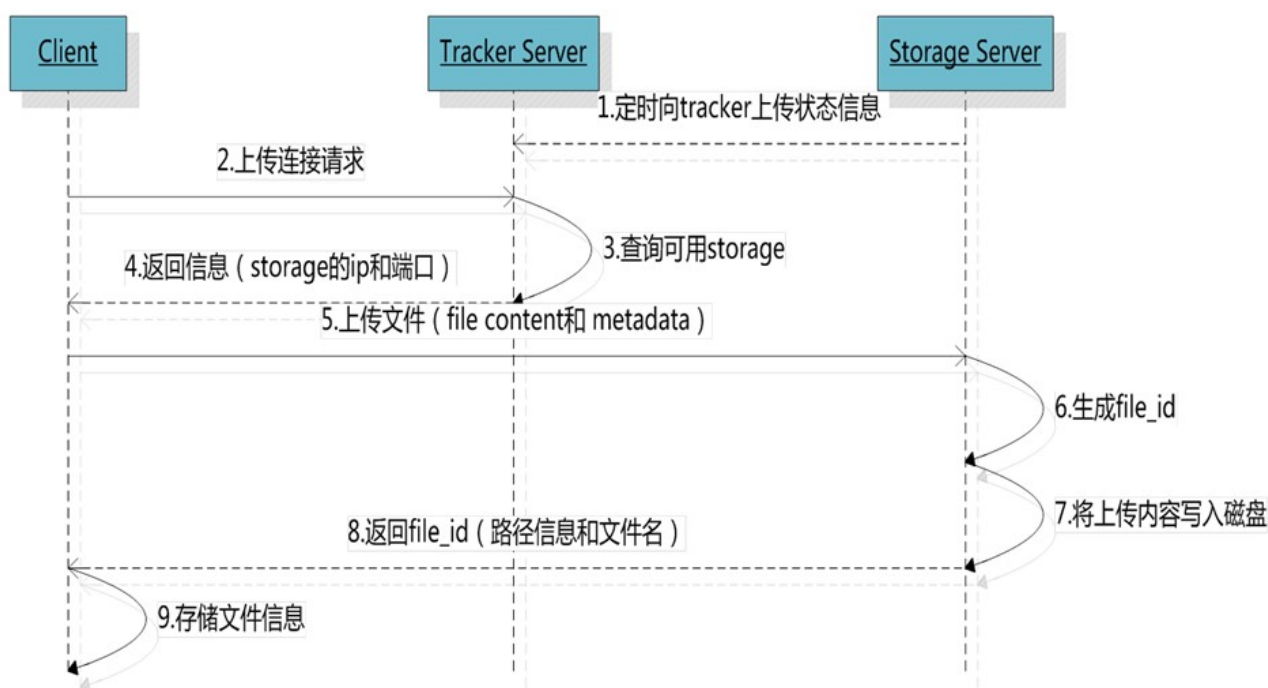 Client
Tracker Server
Storage Server
1.定时向tracker上传状态信息
2.上传连接请求
3.查询可用storage
4.返回信息（storage的ip和端口）
5.上传文件（file content和 metadata）
6.生成file_id
7.将上传内容写入磁盘
8.返回file_id（路径信息和文件名）
9.存储文件信息